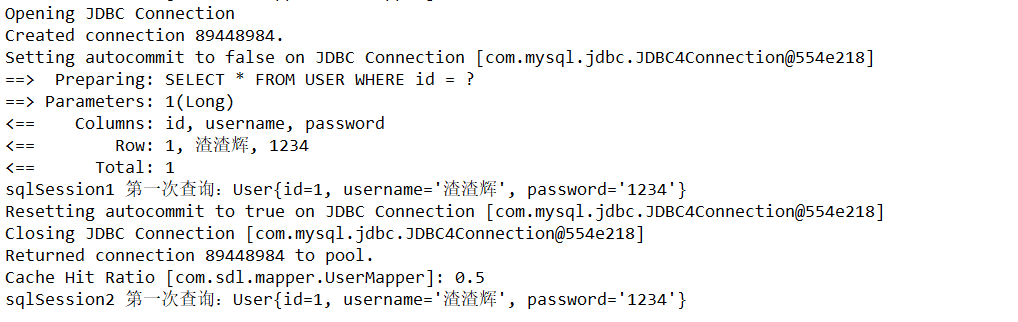 Opening JDBC Connection
Created connection 89448984.
Setting autocommit to false on JDBC Connection [com.mysql.jdbc.JDBC4Connection@554e218]
==>  Preparing: SELECT * FROM USER WHERE id = ?
==> Parameters: 1(Long)
<==    Columns: id, username, password
<==        Row: 1, 渣渣辉, 1234
<==      Total: 1
sqlSession1 第一次查询：User{id=1, username='渣渣辉', password='1234'}
Resetting autocommit to true on JDBC Connection [com.mysql.jdbc.JDBC4Connection@554e218]
Closing JDBC Connection [com.mysql.jdbc.JDBC4Connection@554e218]
Returned connection 89448984 to pool.
Cache Hit Ratio [com.sdl.mapper.UserMapper]: 0.5
sqlSession2 第一次查询：User{id=1, username='渣渣辉', password='1234'}